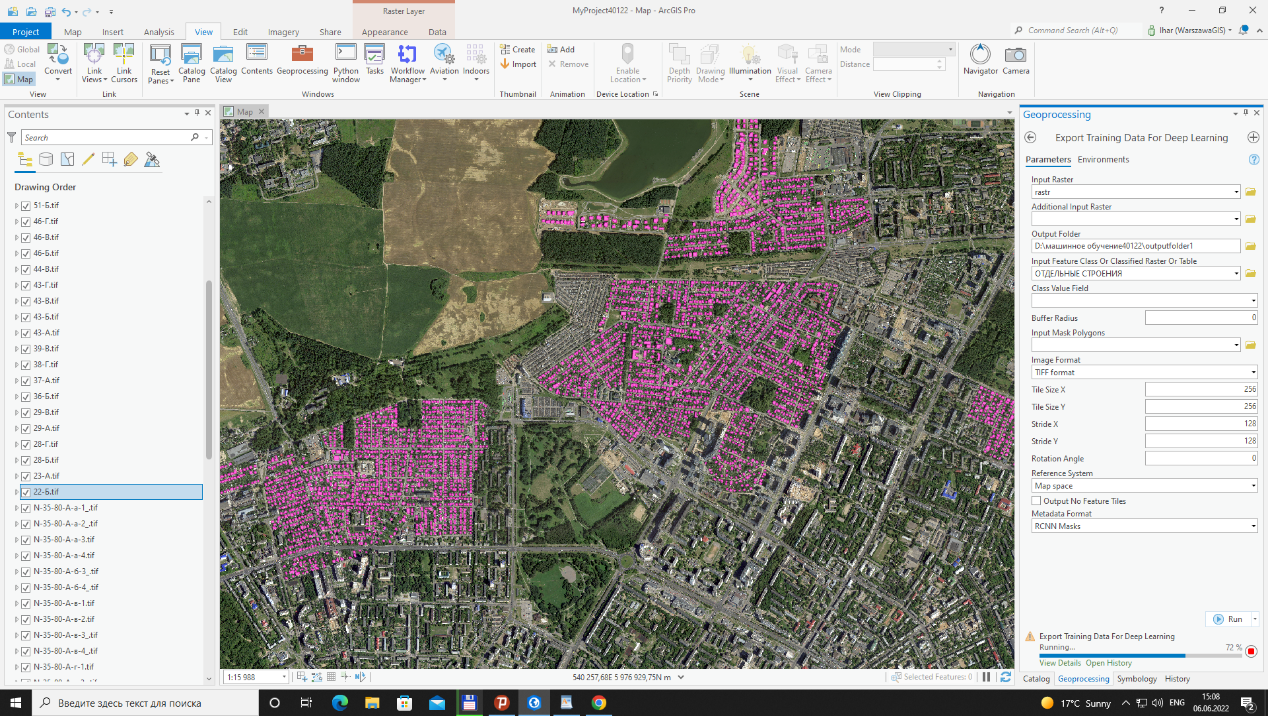 Raster Layer
MyProject40122 - Map - ArcGIS Pro
?
Project Map Insert Analysis View Edit Imagery Share Appearance Data
Command Search (Alt+Q)
Ihar (WarszawaGIS)
Global
Local
Map
Convert
View
Link Views
Link Cursors
Link
Reset Panes
Catalog Pane
Catalog View
Contents
Geoprocessing
Python window
Tasks
Workflow Manager
Aviation
Indoors
Windows
Create
Import
Thumbnail
Add
Remove
Animation
Enable Location
Device Location
Depth Priority
Drawing Mode
Illumination
Visual Effect
Camera Effect
Scene
Mode
Distance
View Clipping
Navigator
Camera
Navigation
Contents
Search
Drawing Order
51-Б.tif
46-Г.tif
46-В.tif
46-Б.tif
44-В.tif
43-Г.tif
43-В.tif
43-Б.tif
43-А.tif
39-В.tif
38-Г.tif
37-А.tif
36-Б.tif
29-В.tif
29-А.tif
28-Г.tif
28-Б.tif
23-А.tif
22-Б.tif
N-35-80-А-а-1_.tif
N-35-80-А-а-2_.tif
N-35-80-А-а-3.tif
N-35-80-А-а-4.tif
N-35-80-А-б-3_.tif
N-35-80-А-б-4_.tif
N-35-80-А-в-1.tif
N-35-80-А-в-2.tif
N-35-80-А-в-3_.tif
N-35-80-А-в-4_.tif
N-35-80-А-г-1.tif
Map
1:15 988
540 257,68E 5 976 929,75N m
Selected Features: 0
Geoprocessing
Export Training Data For Deep Learning
Parameters Environments
?
Input Raster
rastr
Additional Input Raster
Output Folder
D:\машинное обучение40122\outputfolder1
Input Feature Class Or Classified Raster Or Table
ОТДЕЛЬНЫЕ СТРОЕНИЯ
Class Value Field
Buffer Radius 0
Input Mask Polygons
Image Format
TIFF format
Tile Size X 256
Tile Size Y 256
Stride X 128
Stride Y 128
Rotation Angle 0
Reference System
Map space
Output No Feature Tiles
Metadata Format
RCNN Masks
Run
Export Training Data For Deep Learning
Running... 72 %
View Details Open History
Catalog Geoprocessing Symbology History
Введите здесь текст для поиска
17°C Sunny
ENG
15:08
06.06.2022
2